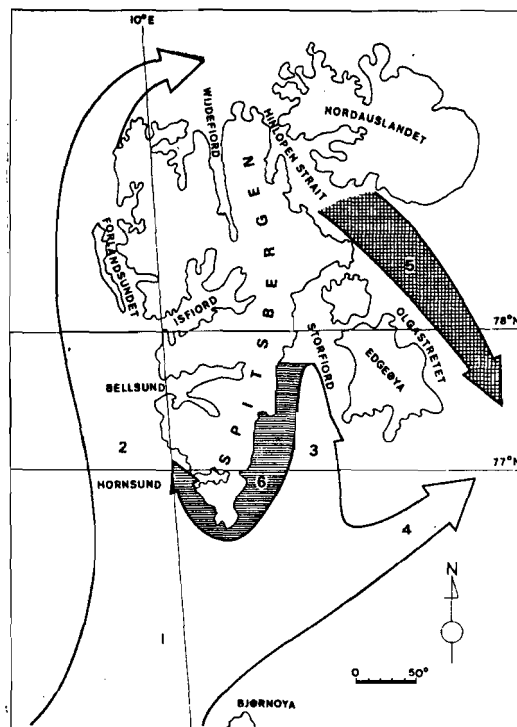 10°E
WIJDEFIORD
HINLOPEN STRAIT
NORDAUSLANDET
FORLANDSUNDET
ISFIORD
SPITSBERGEN
5
78°N
STORFIORD
OLGASTRETET
EDGEØYA
BELLSUND
2
3
77°N
HORNSUND
6
4
N
1
0
50°
BJØRNOYA